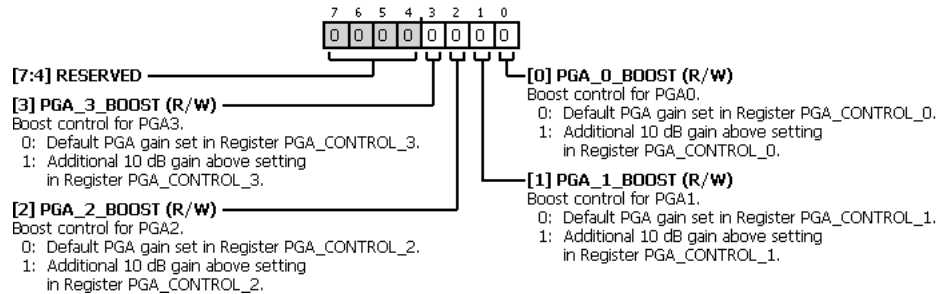 7 6 5 4 3 2 1 0
0 0 0 0 0 0 0 0
[7:4] RESERVED
[3] PGA_3_BOOST (R/W)
Boost control for PGA3.
0: Default PGA gain set in Register PGA_CONTROL_3.
1: Additional 10 dB gain above setting
in Register PGA_CONTROL_3.
[2] PGA_2_BOOST (R/W)
Boost control for PGA2.
0: Default PGA gain set in Register PGA_CONTROL_2.
1: Additional 10 dB gain above setting
in Register PGA_CONTROL_2.
[0] PGA_0_BOOST (R/W)
Boost control for PGA0.
0: Default PGA gain set in Register PGA_CONTROL_0.
1: Additional 10 dB gain above setting
in Register PGA_CONTROL_0.
[1] PGA_1_BOOST (R/W)
Boost control for PGA1.
0: Default PGA gain set in Register PGA_CONTROL_1.
1: Additional 10 dB gain above setting
in Register PGA_CONTROL_1.